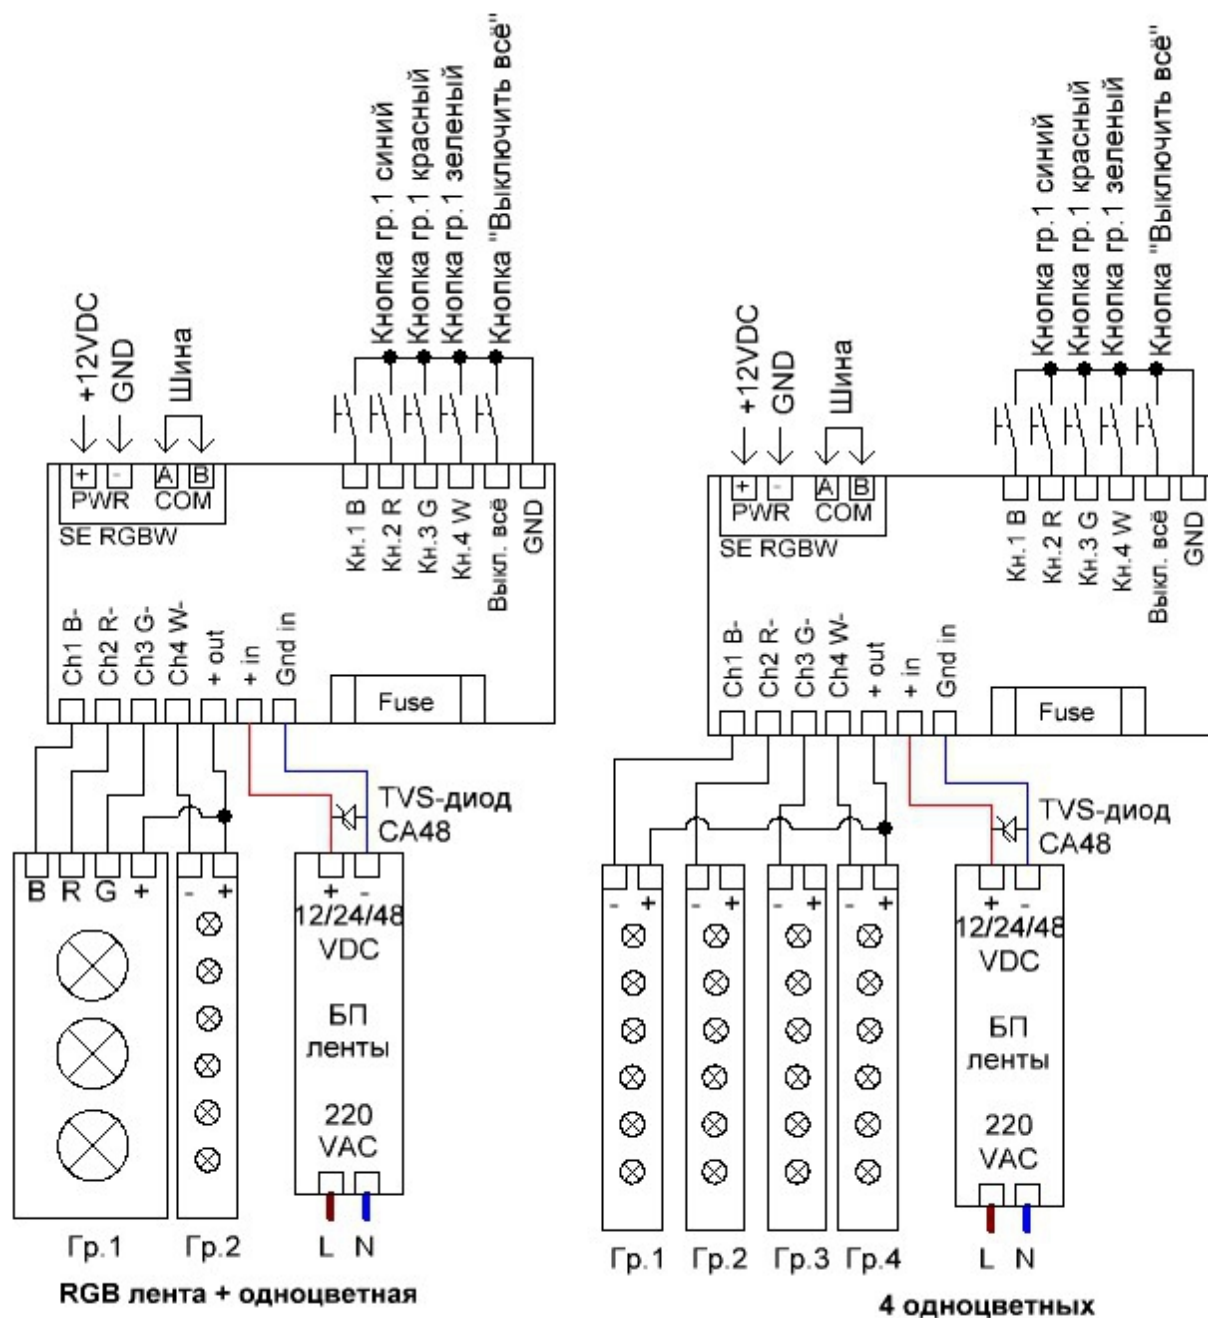 Кнопка гр.1 синий
Кнопка гр.1 красный
Кнопка гр.1 зеленый
Кнопка "Выключить всё"
+12VDC
GND
Шина
+
-
A
B
PWR
COM
SE RGBW
Кн.1 B
Кн.2 R
Кн.3 G
Кн.4 W
Выкл. всё
GND
Ch1 B-
Ch2 R-
Ch3 G-
Ch4 W-
+ out
+ in
Gnd in
Fuse
TVS-диод
CA48
B R G +
- +
+ -
12/24/48
VDC
БП
ленты
220
VAC
Гр.1
Гр.2
L N
RGB лента + одноцветная
Кнопка гр.1 синий
Кнопка гр.1 красный
Кнопка гр.1 зеленый
Кнопка "Выключить всё"
+12VDC
GND
Шина
+
-
A
B
PWR
COM
SE RGBW
Кн.1 B
Кн.2 R
Кн.3 G
Кн.4 W
Выкл. всё
GND
Ch1 B-
Ch2 R-
Ch3 G-
Ch4 W-
+ out
+ in
Gnd in
Fuse
TVS-диод
CA48
- +
- +
- +
- +
+ -
12/24/48
VDC
БП
ленты
220
VAC
Гр.1
Гр.2
Гр.3
Гр.4
L N
4 одноцветных